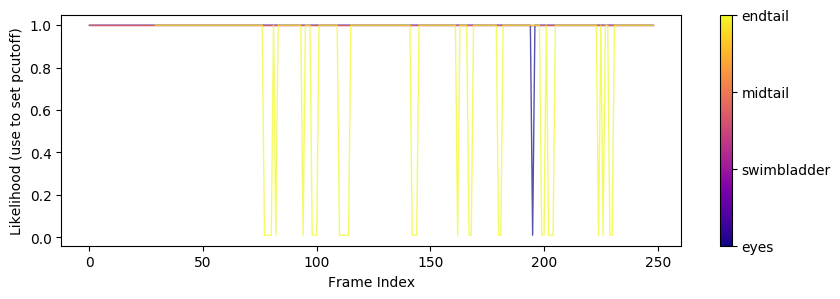 Likelihood (use to set pcutoff)
1.0
0.8
0.6
0.4
0.2
0.0
0
50
100
150
200
250
Frame Index
endtail
midtail
swimbladder
eyes